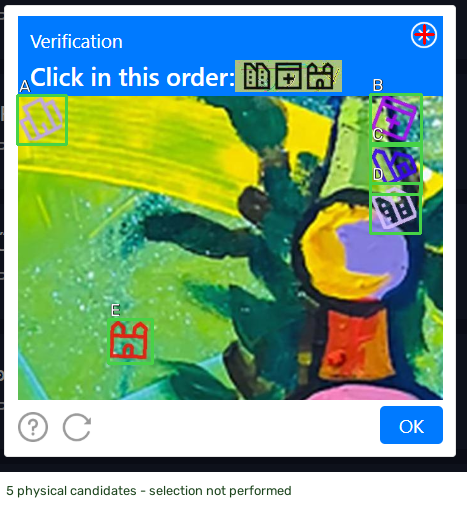 Verification
Click in this order:
A
B
C
D
E
OK
5 physical candidates - selection not performed